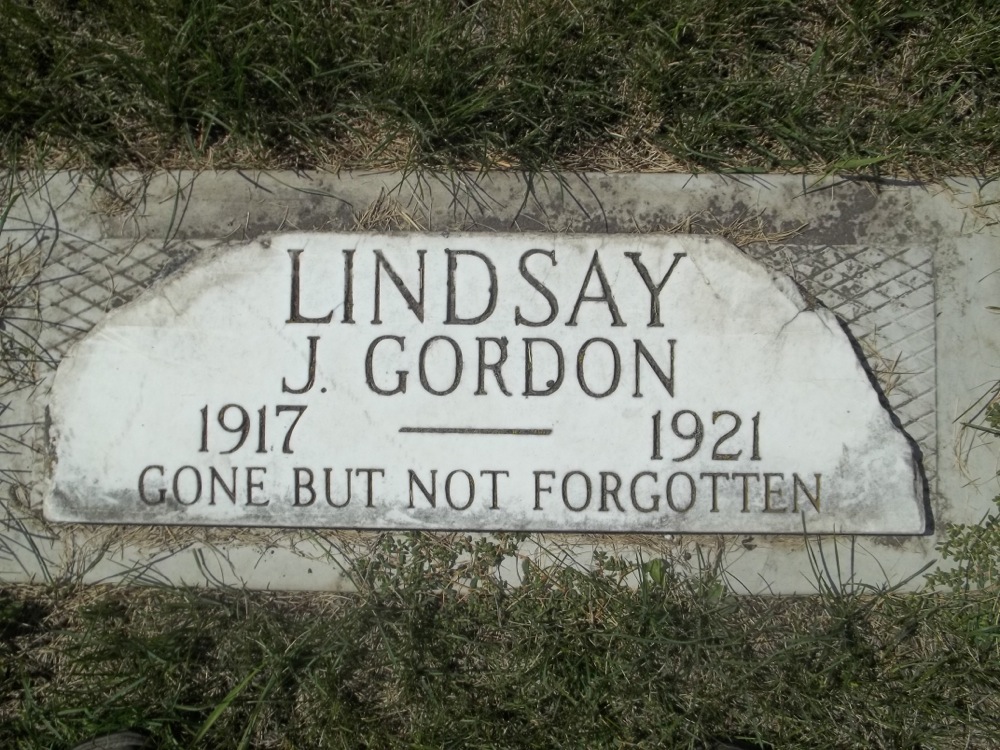 LINDSAY
J. GORDON
1917 — 1921
GONE BUT NOT FORGOTTEN